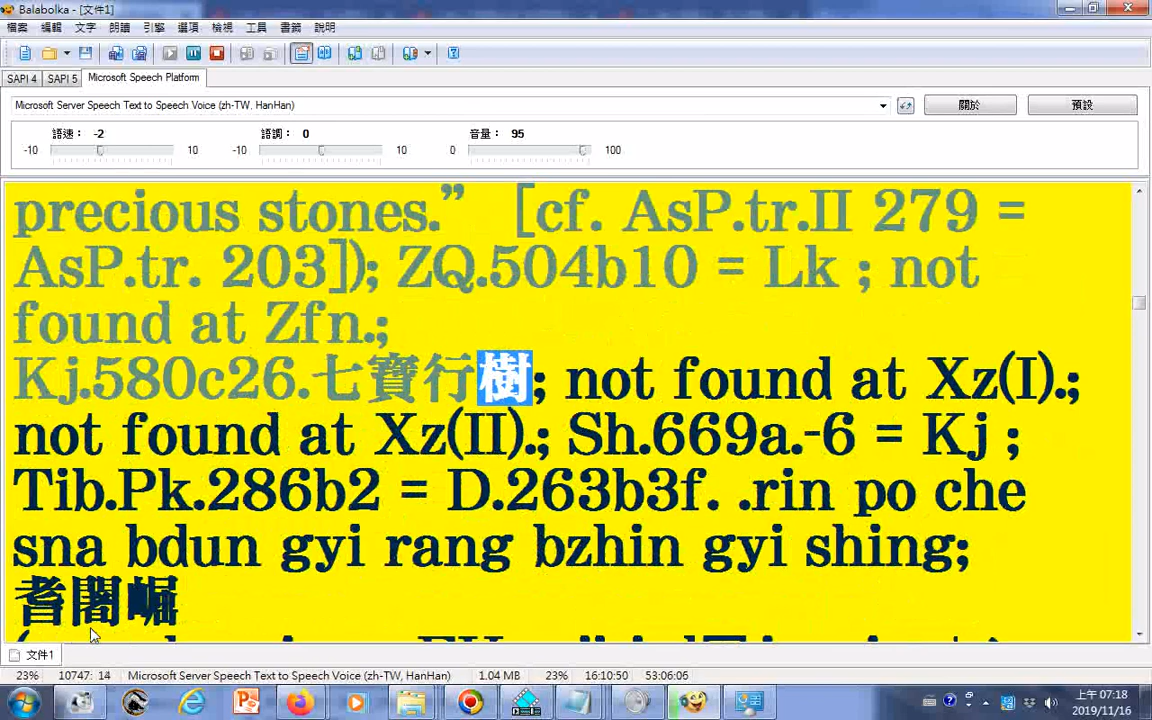 Balabolka - [文件1]
檔案 編輯 文字 朗讀 引擎 選項 檢視 工具 書籤 說明
SAPI 4 SAPI 5 Microsoft Speech Platform
Microsoft Server Speech Text to Speech Voice (zh-TW, HanHan)
關於 預設
語速： -2 語調： 0 音量： 95
-10 10 -10 10 0 100
precious stones.” [cf. AsP.tr.II 279 =
AsP.tr. 203]); ZQ.504b10 = Lk ; not
found at Zfn.;
Kj.580c26.七寶行樹; not found at Xz(I).;
not found at Xz(II).; Sh.669a.-6 = Kj ;
Tib.Pk.286b2 = D.263b3f. .rin po che
sna bdun gyi rang bzhin gyi shing;
耆闍崛
文件1
23% 10747: 14 Microsoft Server Speech Text to Speech Voice (zh-TW, HanHan) 1.04 MB 23% 16:10:50 53:06:06
上午 07:18
2019/11/16